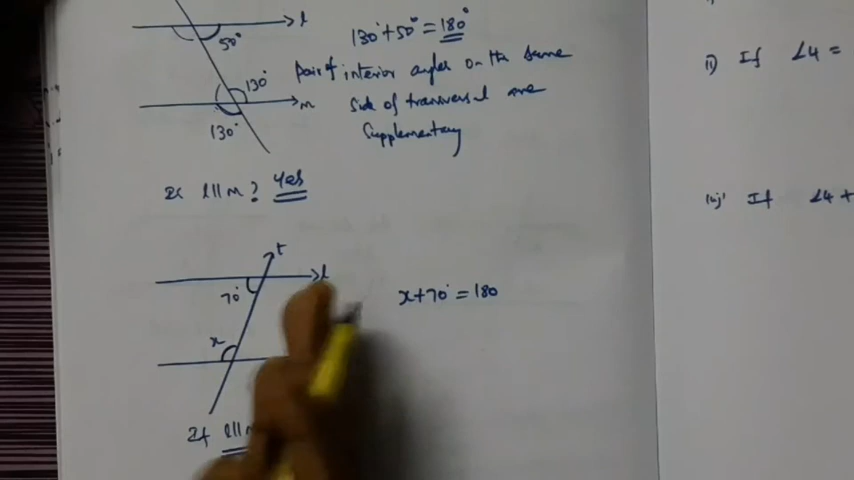 l
50°
130°+50°=180°
130°
pair of interior angles on the same
m
side of transversal are
130°
Supplementary
Is l || m? Yes
t
l
70°
x+70°=180
x
If l || m
ii) If ∠4 =
iii) If ∠4 +